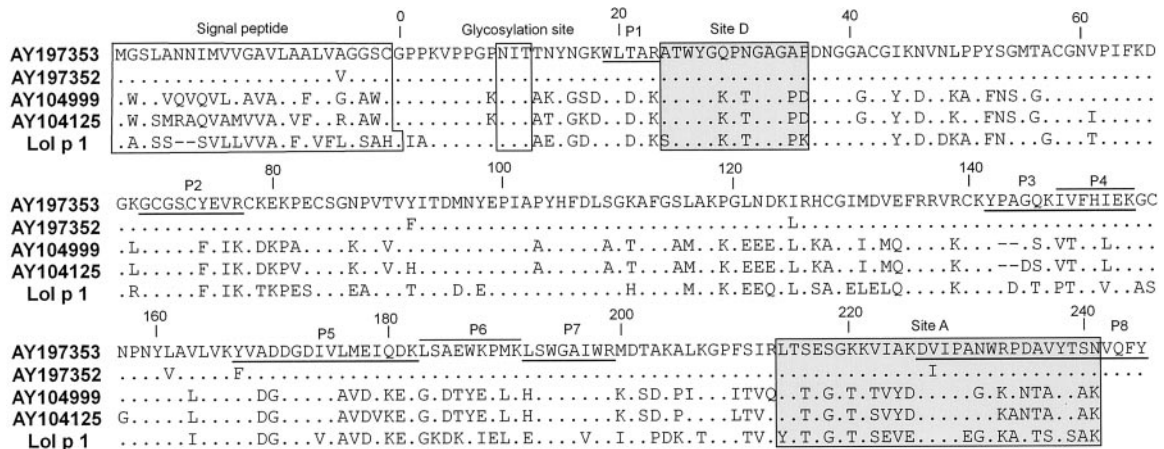 Signal peptide 0 Glycosylation site 20 P1 Site D 40 60
AY197353 MGSLANNIMVVGAVLAALVAGGSCGPPKVPPGPNITTNYNGKWLTARATWYGQPNGAGAPDNGGACGIKNVNLPPYSGMTACGNVPIFKD
AY197352 ...................V......................................................................
AY104999 .W..VQVQVL.AVA..F..G.AW.........K...AK.GSD..D.K.....K.T...PD....G..Y.D..KA.FNS.G..........
AY104125 .W.SMRAQVAMVVA.VF..R.AW.........K...AT.GKD..D.K.....K.T...PD....G..Y.D..KA.FNS.G....I.....
Lol p 1 .A.SS--SVLLVVA.F.VFL.SAH.IA.........AE.GD...D.KS....K.T...PK.......Y.D.DKA.FN...G...T.....
P2 80 100 120 140 P3 P4
AY197353 GKGCGSCYEVRCKEKPECSGNPVTVYITDMNYEPIAPYHFDLSGKAFGSLAKPGLNDKIRHCGIMDVEFRRVRCKYPAGQKIVFHIEKGC
AY197352 .........................F................................L...............................
AY104999 .L.....F.IK.DKPA....K..V............A.....A.T...AM..K.EEE.L.KA..I.MQ....K...--.S.VT..L....
AY104125 .L.....F.IK.DKPV....K..V.H..........A.....A.T...AM..K.EEE.L.KA..I.MQ....K...--DS.VT..L....
Lol p 1 .R.....F.IK.TKPES...EA...T...D.E............H....M..K.EEQ.L.SA.ELELQ....K....D.T.PT..V..AS
160 P5 180 P6 P7 200 220 Site A 240 P8
AY197353 NPNYLAVLVKYVADDGDIVLMEIQDKLSAEWKPMKLSWGAIWRMDTAKALKGPFSIRLTSESGKKVIAKDVIPANWRPDAVYTSNVQFY
AY197352 ....V.....F...........................................................I..................
AY104999 ......L.....DG.....AVD.KE.G.DTYE.L.H.......K.SD.PI...ITVQ..T.G.T.TVYD.....G.K.NTA..AK....
AY104125 G.....L.....DG.....AVDVKE.G.DTYE.L.H.......K.SD.P....LTV...T.G.T.SVYD.......KANTA..AK....
Lol p 1 ......I.....DG...V.AVD.KE.GKDK.IEL.E....V..I..PDK.T...TV.Y.T.G.T.SEVE....EG.KA.TS.SAK....